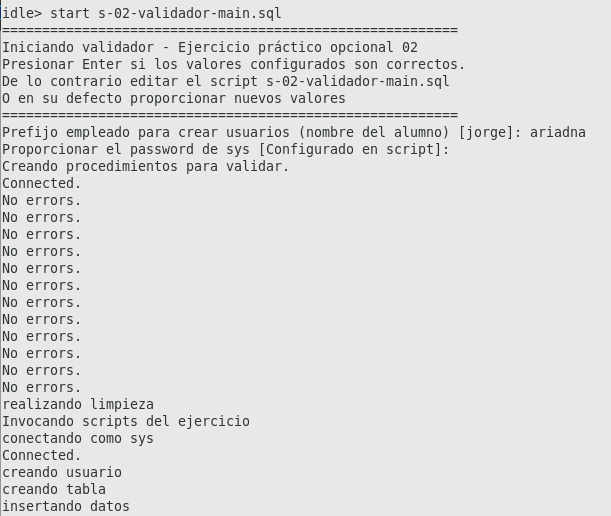 idle> start s-02-validador-main.sql
=========================================================
Iniciando validador - Ejercicio práctico opcional 02
Presionar Enter si los valores configurados son correctos.
De lo contrario editar el script s-02-validador-main.sql
O en su defecto proporcionar nuevos valores
=========================================================
Prefijo empleado para crear usuarios (nombre del alumno) [jorge]: ariadna
Proporcionar el password de sys [Configurado en script]:
Creando procedimientos para validar.
Connected.
No errors.
No errors.
No errors.
No errors.
No errors.
No errors.
No errors.
No errors.
No errors.
No errors.
No errors.
No errors.
realizando limpieza
Invocando scripts del ejercicio
conectando como sys
Connected.
creando usuario
creando tabla
insertando datos